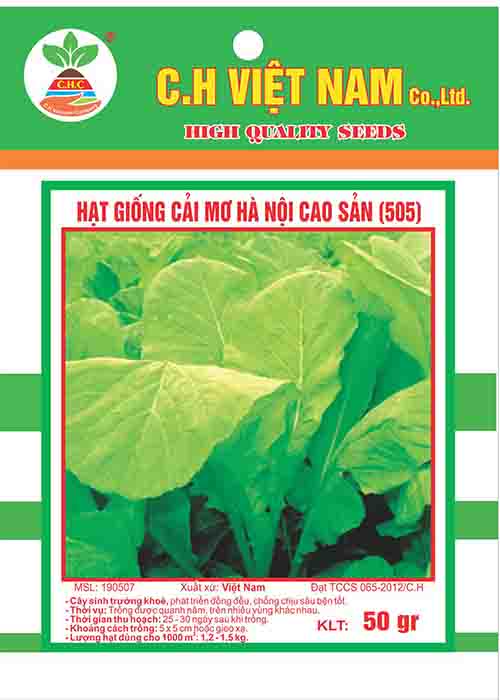 C.H.C
®
C.H VIỆT NAM Co.,Ltd.
HIGH QUALITY SEEDS
HẠT GIỐNG CẢI MƠ HÀ NỘI CAO SẢN (505)
MSL: 190507 Xuất xứ: Việt Nam Đạt TCCS 065-2012/C.H
- Cây sinh trưởng khoẻ, phát triển đồng đều, chống chịu sâu bện tốt.
- Thời vụ: Trồng được quanh năm, trên nhiều vùng khác nhau.
- Thời gian thu hoạch: 25 - 30 ngày sau khi trồng.
- Khoảng cách trồng: 5 x 5 cm hoặc gieo xạ.
- Lượng hạt dùng cho 1000 m²: 1,2 - 1,5 kg.
KLT: 50 gr